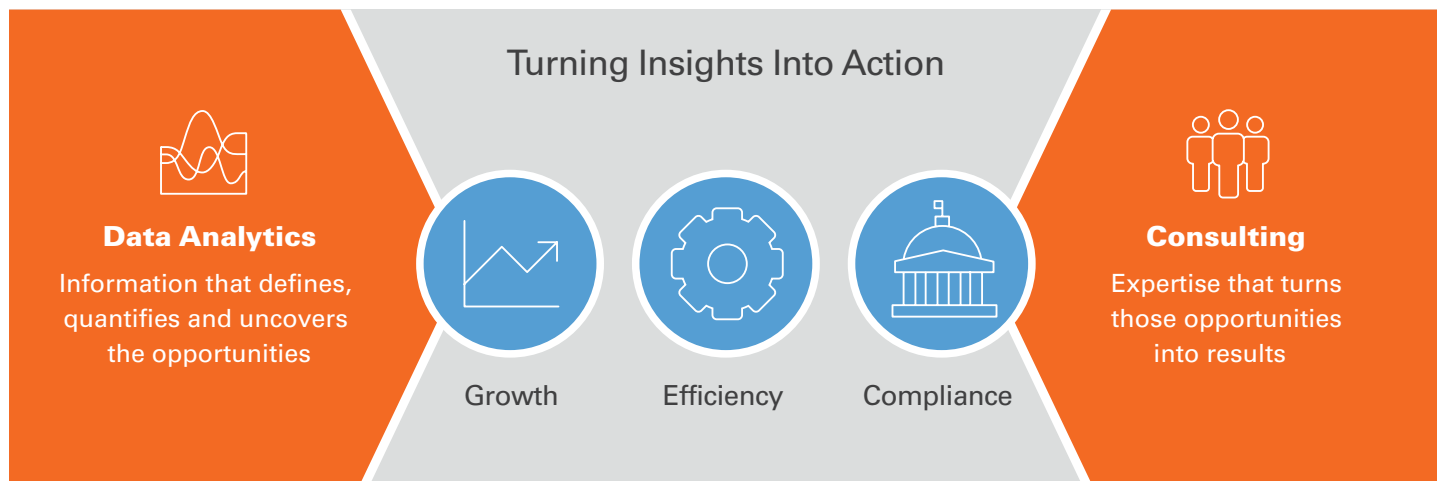 Turning Insights Into Action
Data Analytics
Information that defines,
quantifies and uncovers
the opportunities
Growth
Efficiency
Compliance
Consulting
Expertise that turns
those opportunities
into results